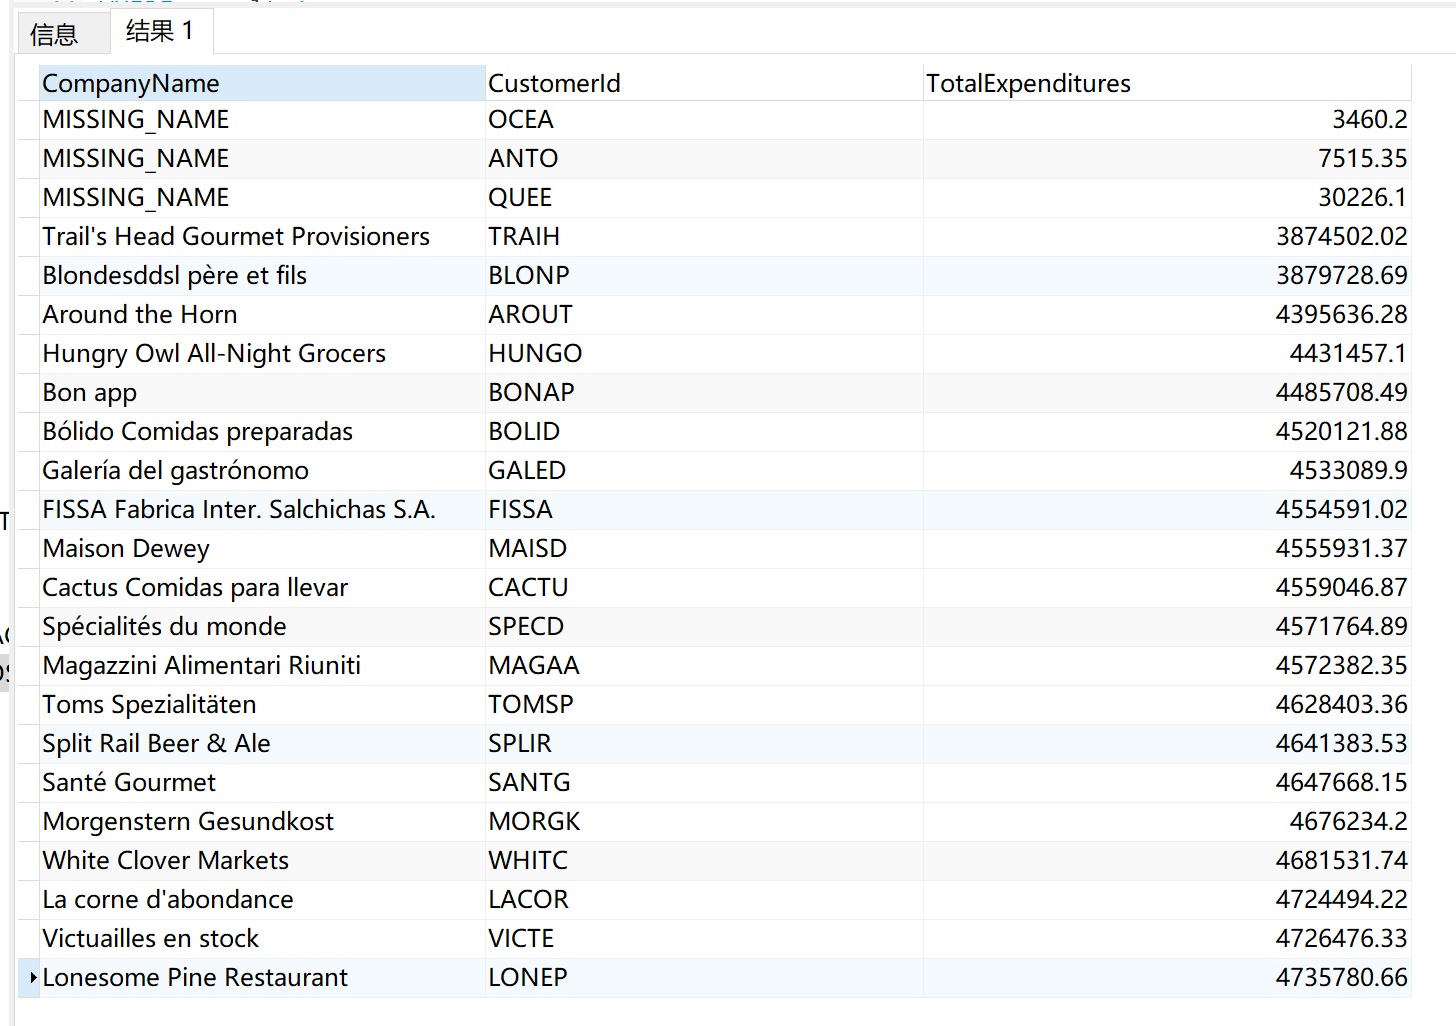 信息 结果 1
CompanyName CustomerId TotalExpenditures
MISSING_NAME OCEA 3460.2
MISSING_NAME ANTO 7515.35
MISSING_NAME QUEE 30226.1
Trail's Head Gourmet Provisioners TRAIH 3874502.02
Blondesddsl père et fils BLONP 3879728.69
Around the Horn AROUT 4395636.28
Hungry Owl All-Night Grocers HUNGO 4431457.1
Bon app BONAP 4485708.49
Bólido Comidas preparadas BOLID 4520121.88
Galería del gastrónomo GALED 4533089.9
FISSA Fabrica Inter. Salchichas S.A. FISSA 4554591.02
Maison Dewey MAISD 4555931.37
Cactus Comidas para llevar CACTU 4559046.87
Spécialités du monde SPECD 4571764.89
Magazzini Alimentari Riuniti MAGAA 4572382.35
Toms Spezialitäten TOMSP 4628403.36
Split Rail Beer & Ale SPLIR 4641383.53
Santé Gourmet SANTG 4647668.15
Morgenstern Gesundkost MORGK 4676234.2
White Clover Markets WHITC 4681531.74
La corne d'abondance LACOR 4724494.22
Victuailles en stock VICTE 4726476.33
Lonesome Pine Restaurant LONEP 4735780.66